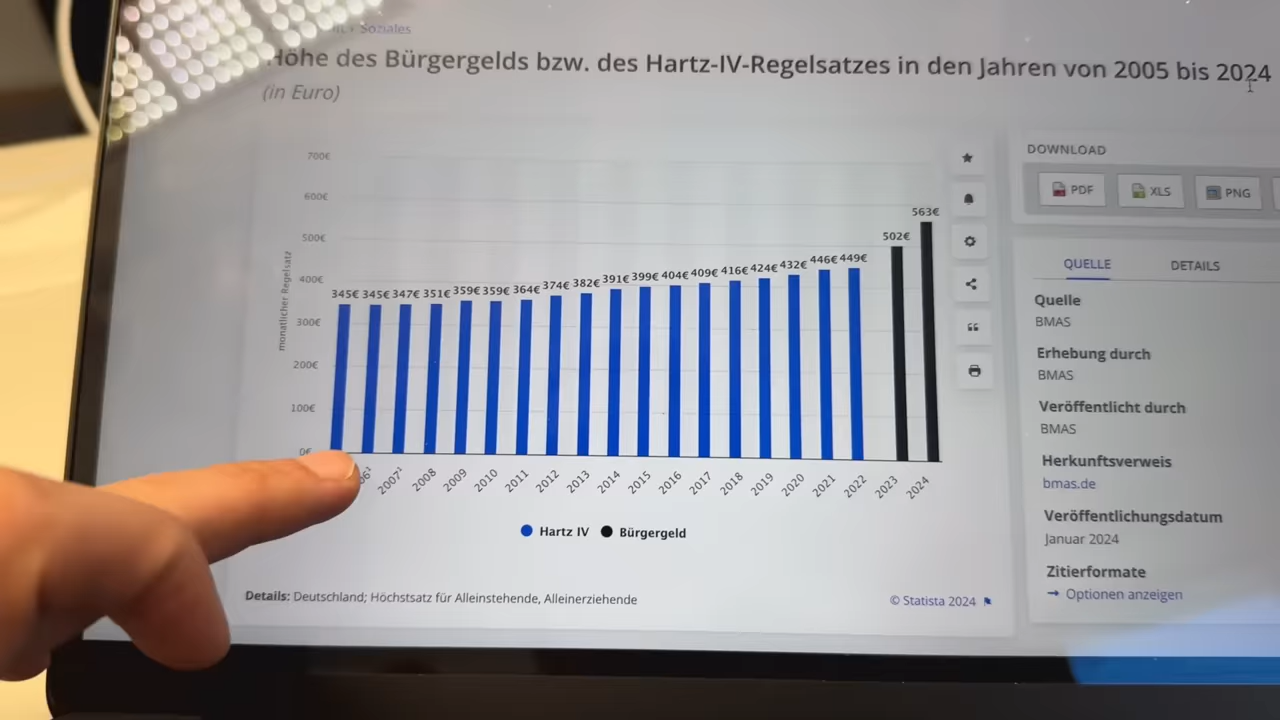 Soziales
Höhe des Bürgergelds bzw. des Hartz-IV-Regelsatzes in den Jahren von 2005 bis 2024
(in Euro)
monatlicher Regelsatz
700€
600€
500€
400€
300€
200€
100€
0€
345€ 345€ 347€ 351€ 359€ 359€ 364€ 374€ 382€ 391€ 399€ 404€ 409€ 416€ 424€ 432€ 446€ 449€ 502€ 563€
06¹ 2007¹ 2008 2009 2010 2011 2012 2013 2014 2015 2016 2017 2018 2019 2020 2021 2022 2023 2024
Hartz IV Bürgergeld
Details: Deutschland; Höchstsatz für Alleinstehende, Alleinerziehende
© Statista 2024
DOWNLOAD
PDF XLS PNG
QUELLE DETAILS
Quelle
BMAS
Erhebung durch
BMAS
Veröffentlicht durch
BMAS
Herkunftsverweis
bmas.de
Veröffentlichungsdatum
Januar 2024
Zitierformate
→ Optionen anzeigen